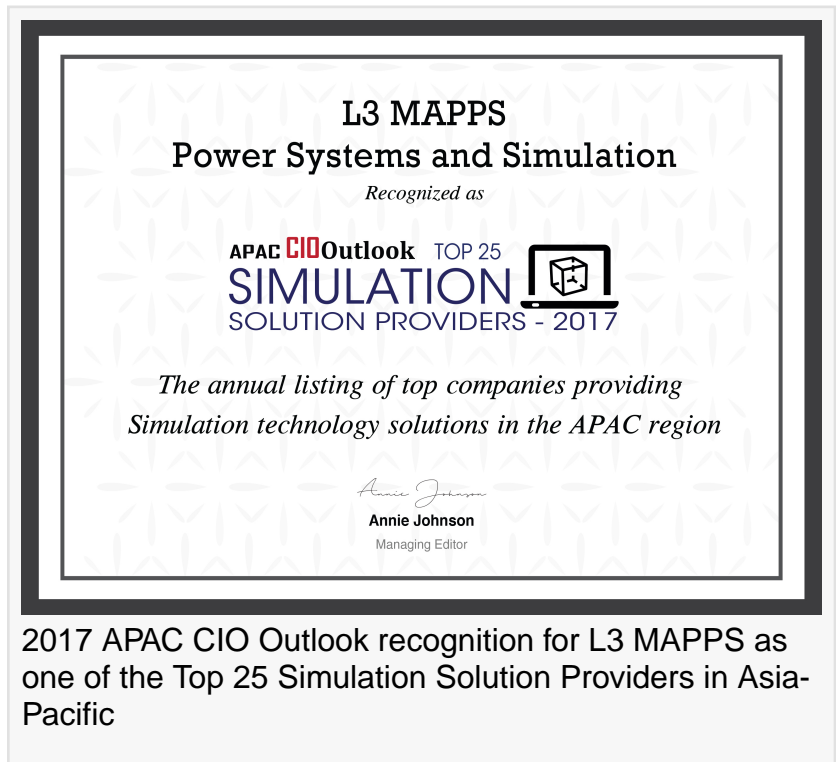 L3 MAPPS
Power Systems and Simulation
Recognized as
APAC CIOOutlook TOP 25
SIMULATION
SOLUTION PROVIDERS - 2017
The annual listing of top companies providing
Simulation technology solutions in the APAC region
Annie Johnson
Annie Johnson
Managing Editor
2017 APAC CIO Outlook recognition for L3 MAPPS as
one of the Top 25 Simulation Solution Providers in Asia-
Pacific